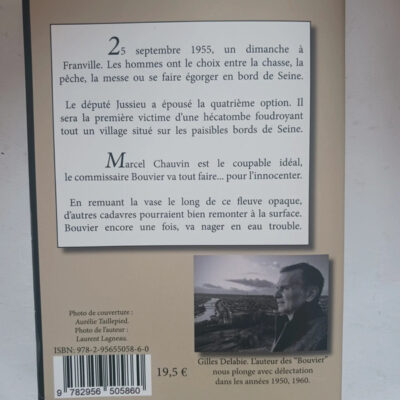 25 septembre 1955, un dimanche à
Franville. Les hommes ont le choix entre la chasse, la
pêche, la messe ou se faire égorger en bord de Seine.
Le député Jussieu a épousé la quatrième option. Il
sera la première victime d'une hécatombe foudroyant
tout un village situé sur les paisibles bords de Seine.
Marcel Chauvin est le coupable idéal,
le commissaire Bouvier va tout faire... pour l'innocenter.
En remuant la vase le long de ce fleuve opaque,
d'autres cadavres pourraient bien remonter à la surface.
Bouvier encore une fois, va nager en eau trouble.
Photo de couverture :
Aurélie Taillepied.
Photo de l'auteur :
Laurent Lagneau.
ISBN: 978-2-95655058-6-0
9 782956 505860
19,5 €
Gilles Delabie. L'auteur des "Bouvier"
nous plonge avec délectation
dans les années 1950, 1960.